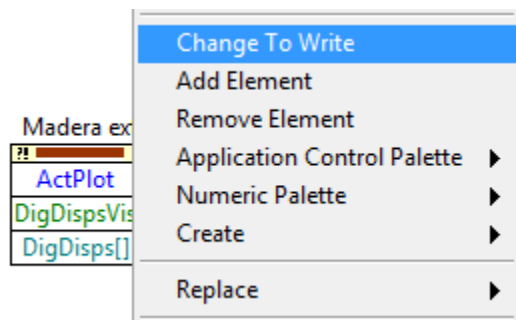 Madera ex
?!
ActPlot
DigDispsVis
DigDisps[]
Change To Write
Add Element
Remove Element
Application Control Palette
Numeric Palette
Create
Replace